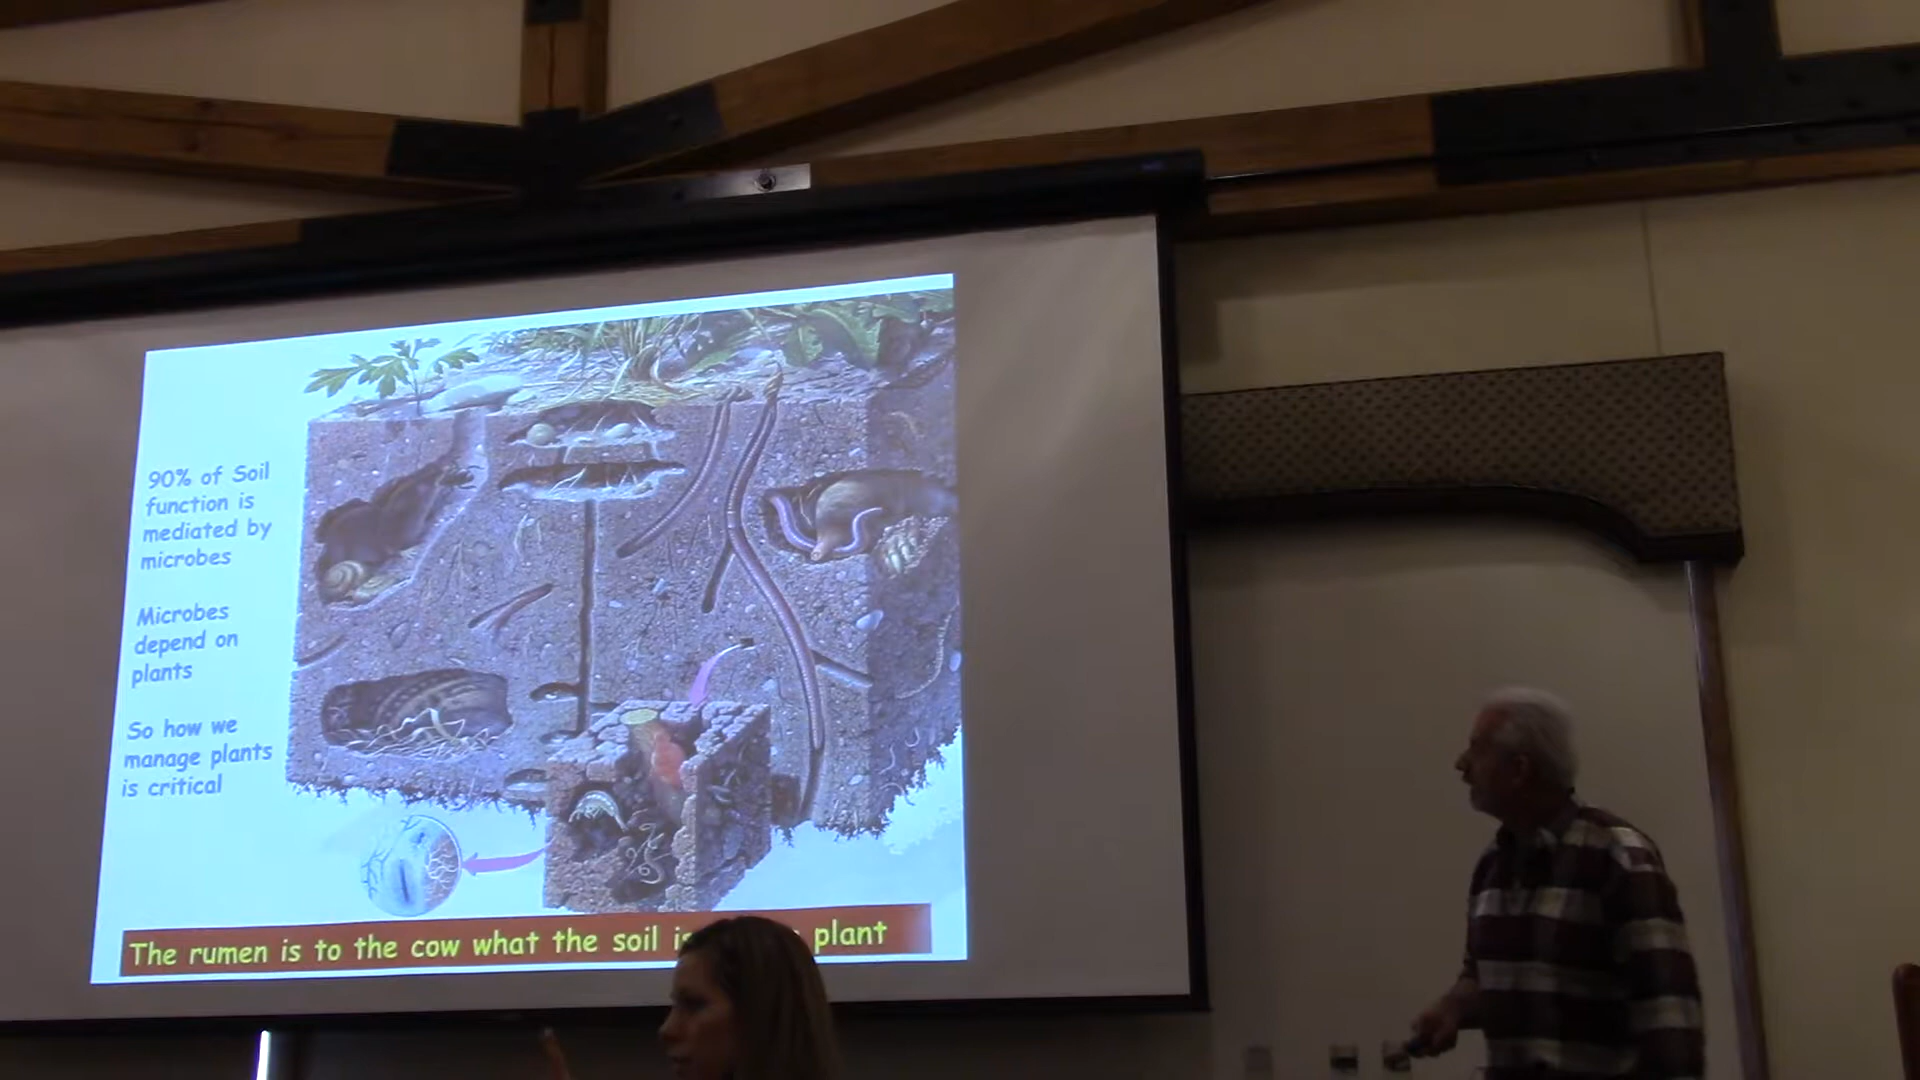 90% of Soil
function is
mediated by
microbes
Microbes
depend on
plants
So how we
manage plants
is critical
The rumen is to the cow what the soil is plant